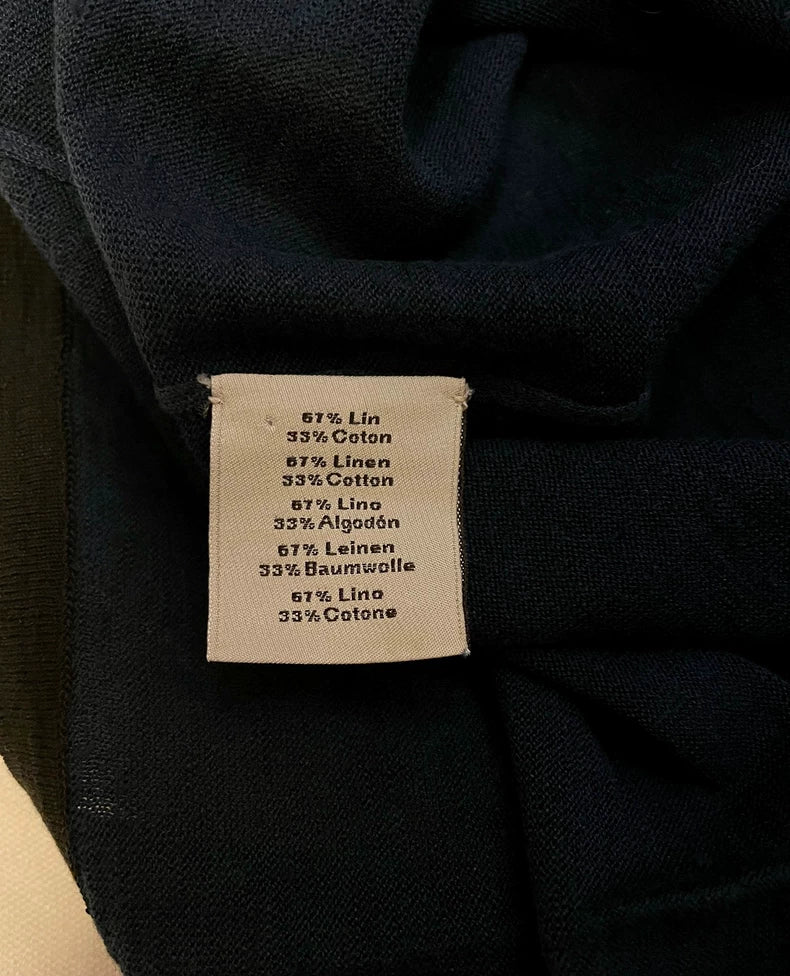 67% Lin
33% Coton
67% Linen
33% Cotton
67% Lino
33% Algodón
67% Leinen
33% Baumwolle
67% Lino
33% Cotone